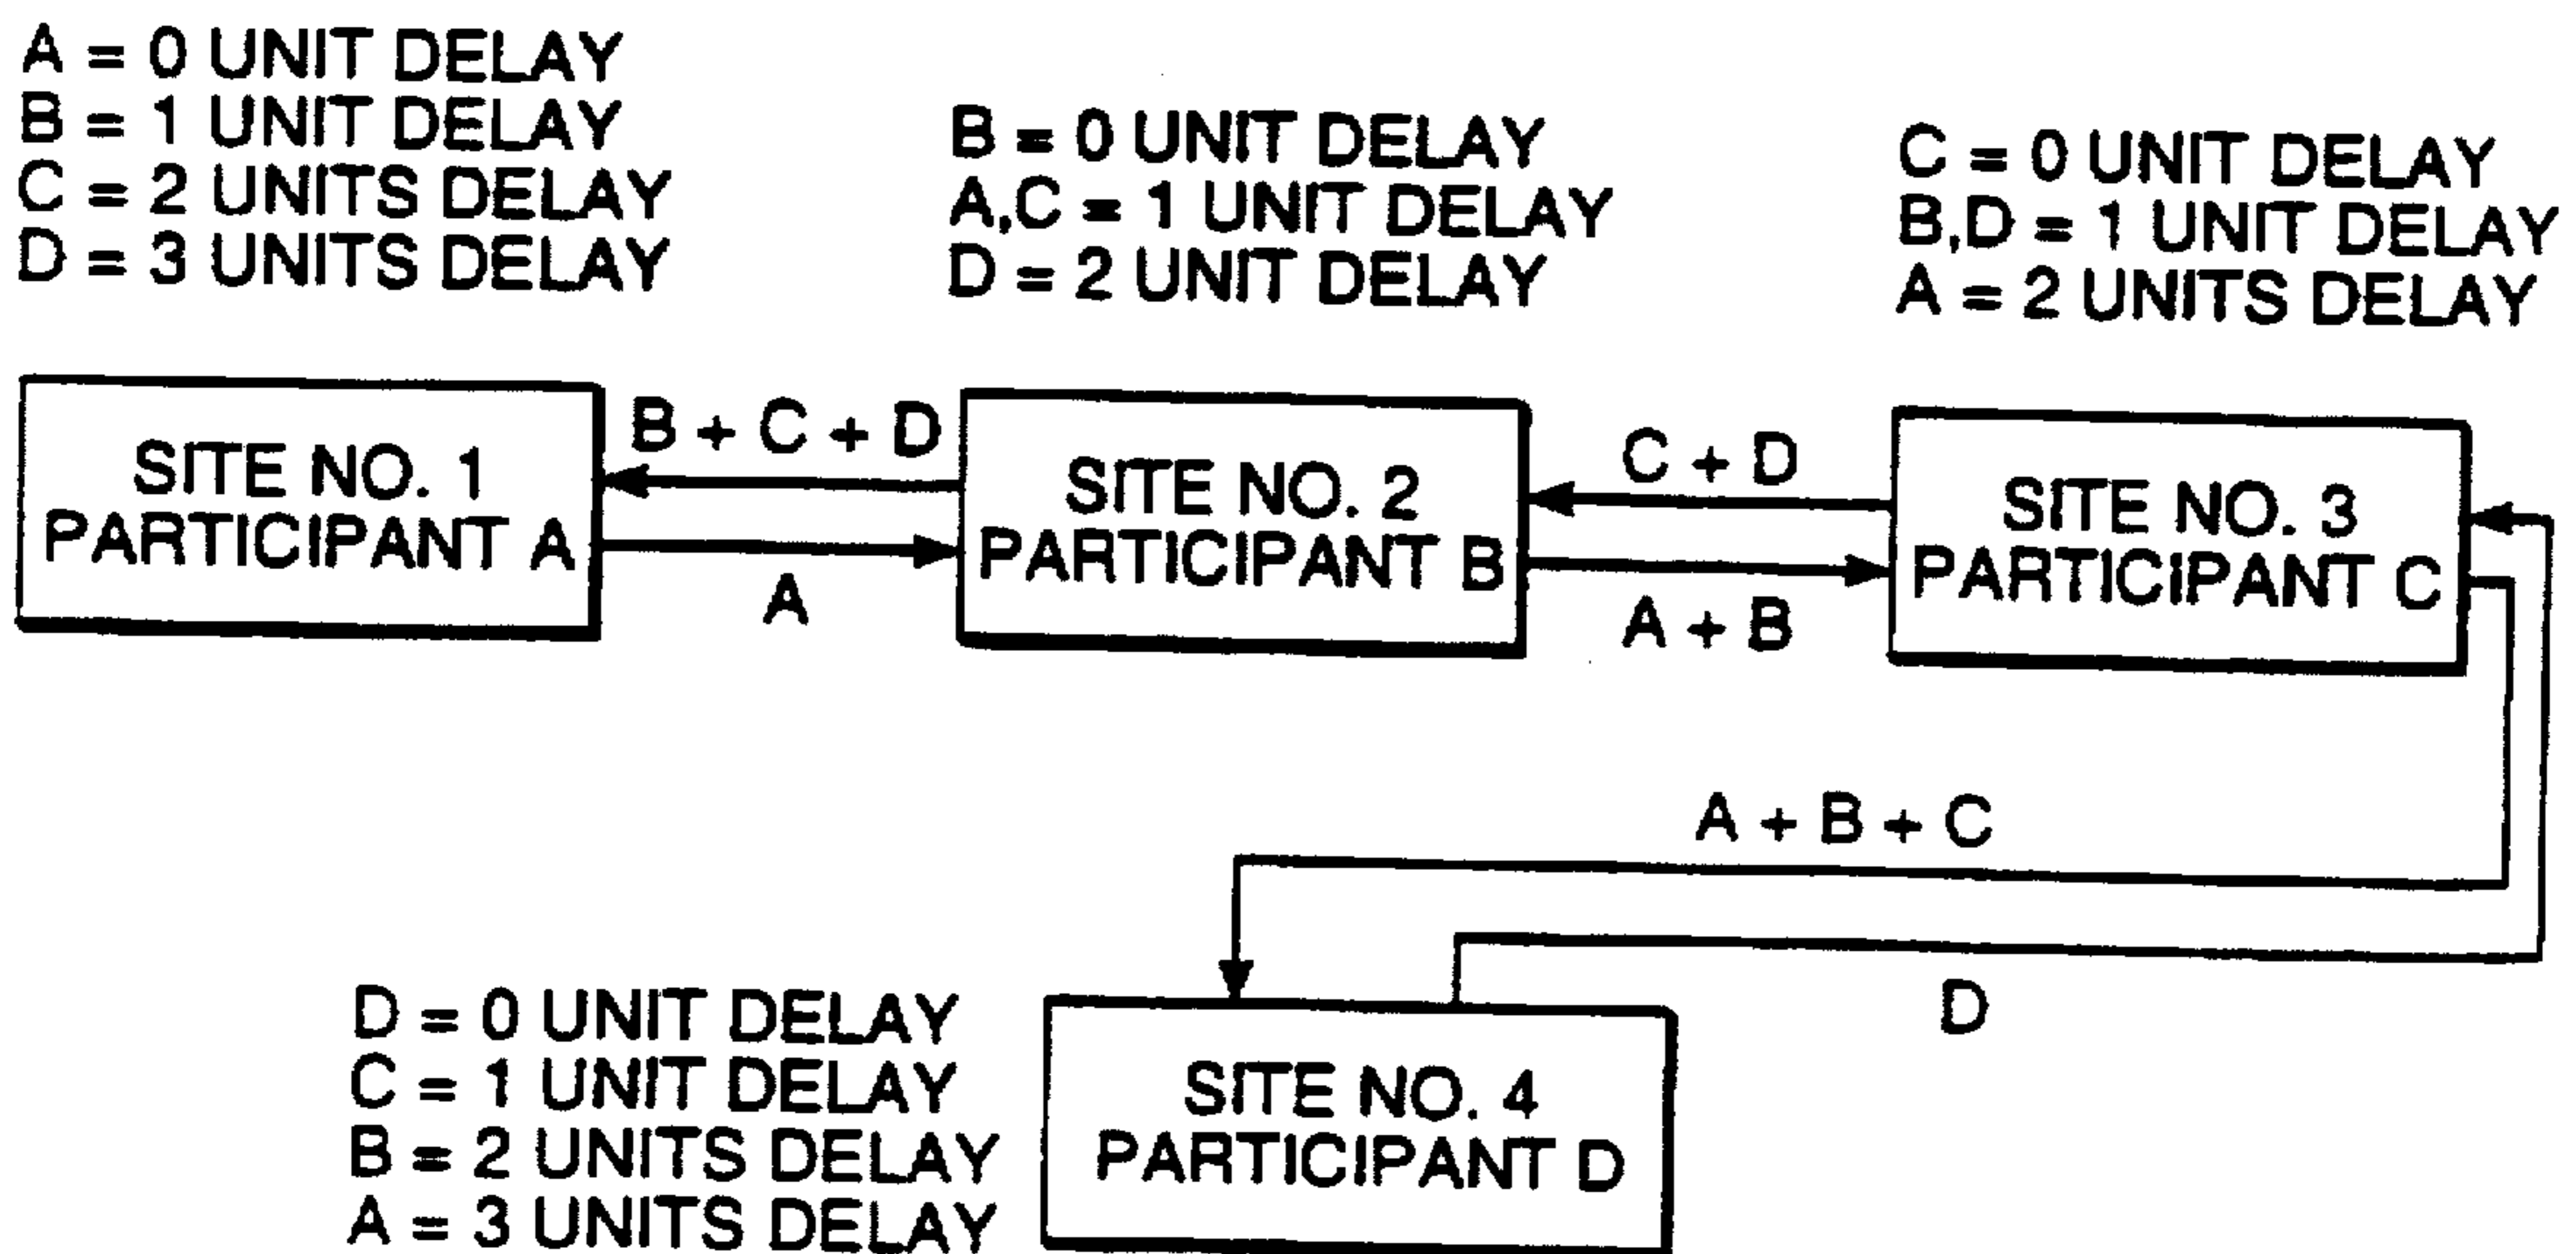 A = 0 UNIT DELAY
B = 1 UNIT DELAY
C = 2 UNITS DELAY
D = 3 UNITS DELAY
B = 0 UNIT DELAY
A,C = 1 UNIT DELAY
D = 2 UNIT DELAY
C = 0 UNIT DELAY
B,D = 1 UNIT DELAY
A = 2 UNITS DELAY
SITE NO. 1
PARTICIPANT A
B + C + D
A
SITE NO. 2
PARTICIPANT B
C + D
A + B
SITE NO. 3
PARTICIPANT C
A + B + C
D
D = 0 UNIT DELAY
C = 1 UNIT DELAY
B = 2 UNITS DELAY
A = 3 UNITS DELAY
SITE NO. 4
PARTICIPANT D